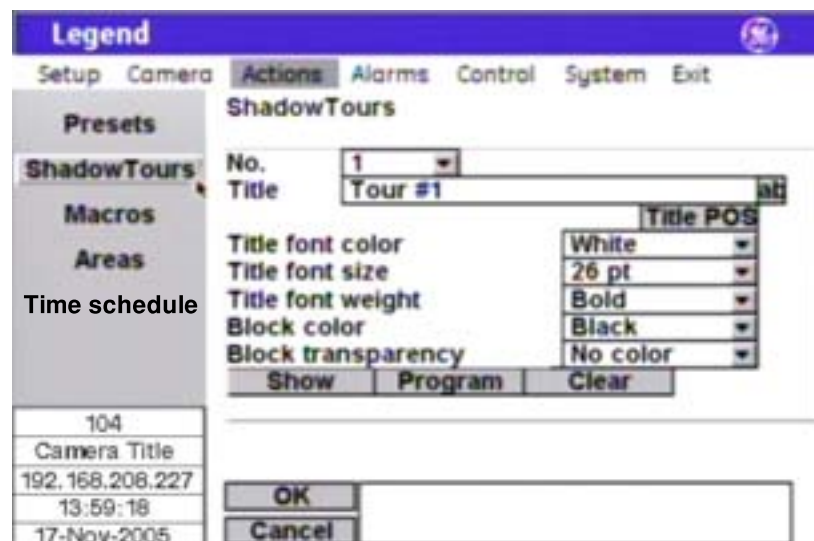 Legend
Setup Camera Actions Alarms Control System Exit
Presets
ShadowTours
Macros
Areas
Time schedule
ShadowTours
No. 1
Title Tour #1 ab
Title POS
Title font color White
Title font size 26 pt
Title font weight Bold
Block color Black
Block transparency No color
Show Program Clear
104
Camera Title
192.168.208.227
13:59:18
17-Nov-2005
OK
Cancel